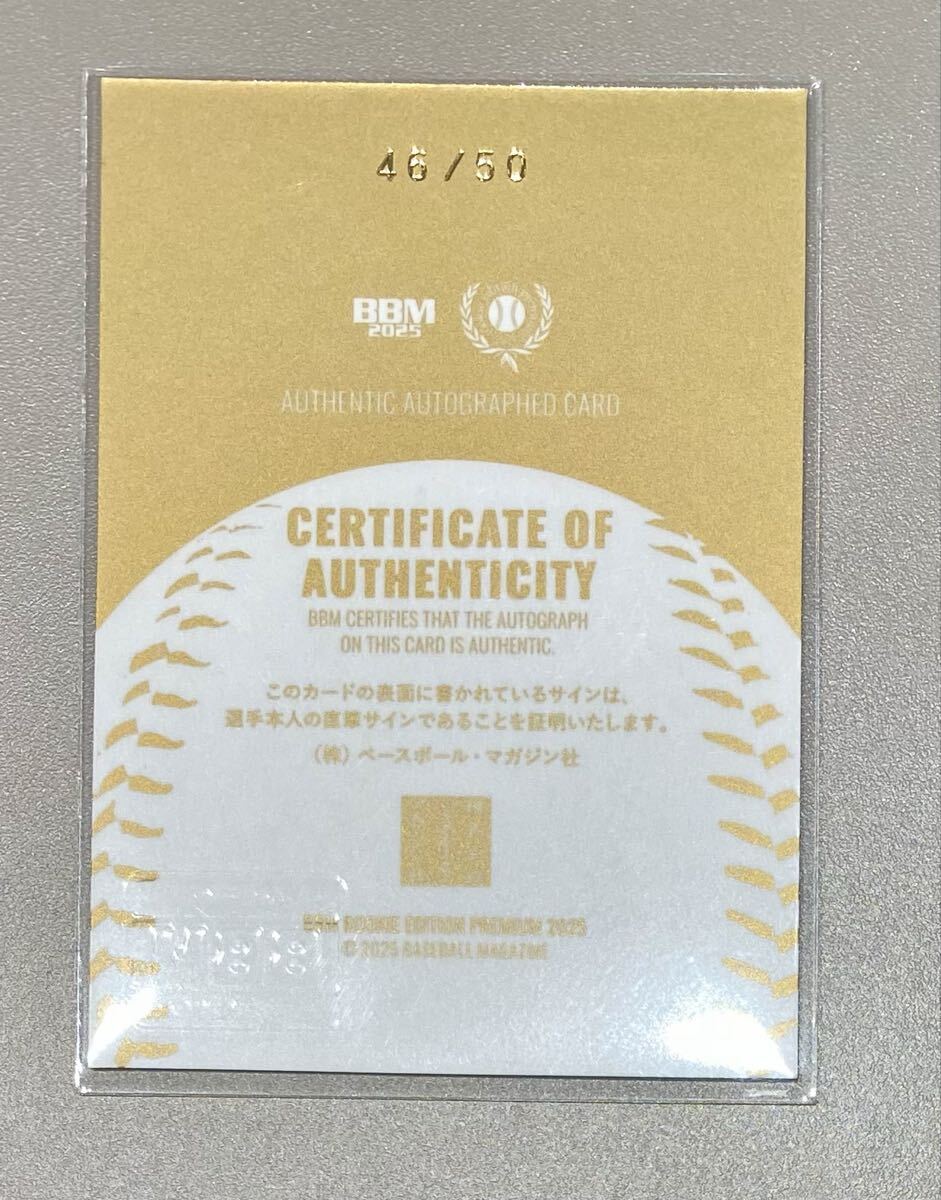 46/50
BBM
2025
AUTHENTIC AUTOGRAPHED CARD
CERTIFICATE OF
AUTHENTICITY
BBM CERTIFIES THAT THE AUTOGRAPH
ON THIS CARD IS AUTHENTIC.
このカードの表面に書かれているサインは、
選手本人の直筆サインであることを証明いたします。
（株）ベースボール・マガジン社
BBM ROOKIE EDITION PREMIUM 2025
© 2025 BASEBALL MAGAZINE